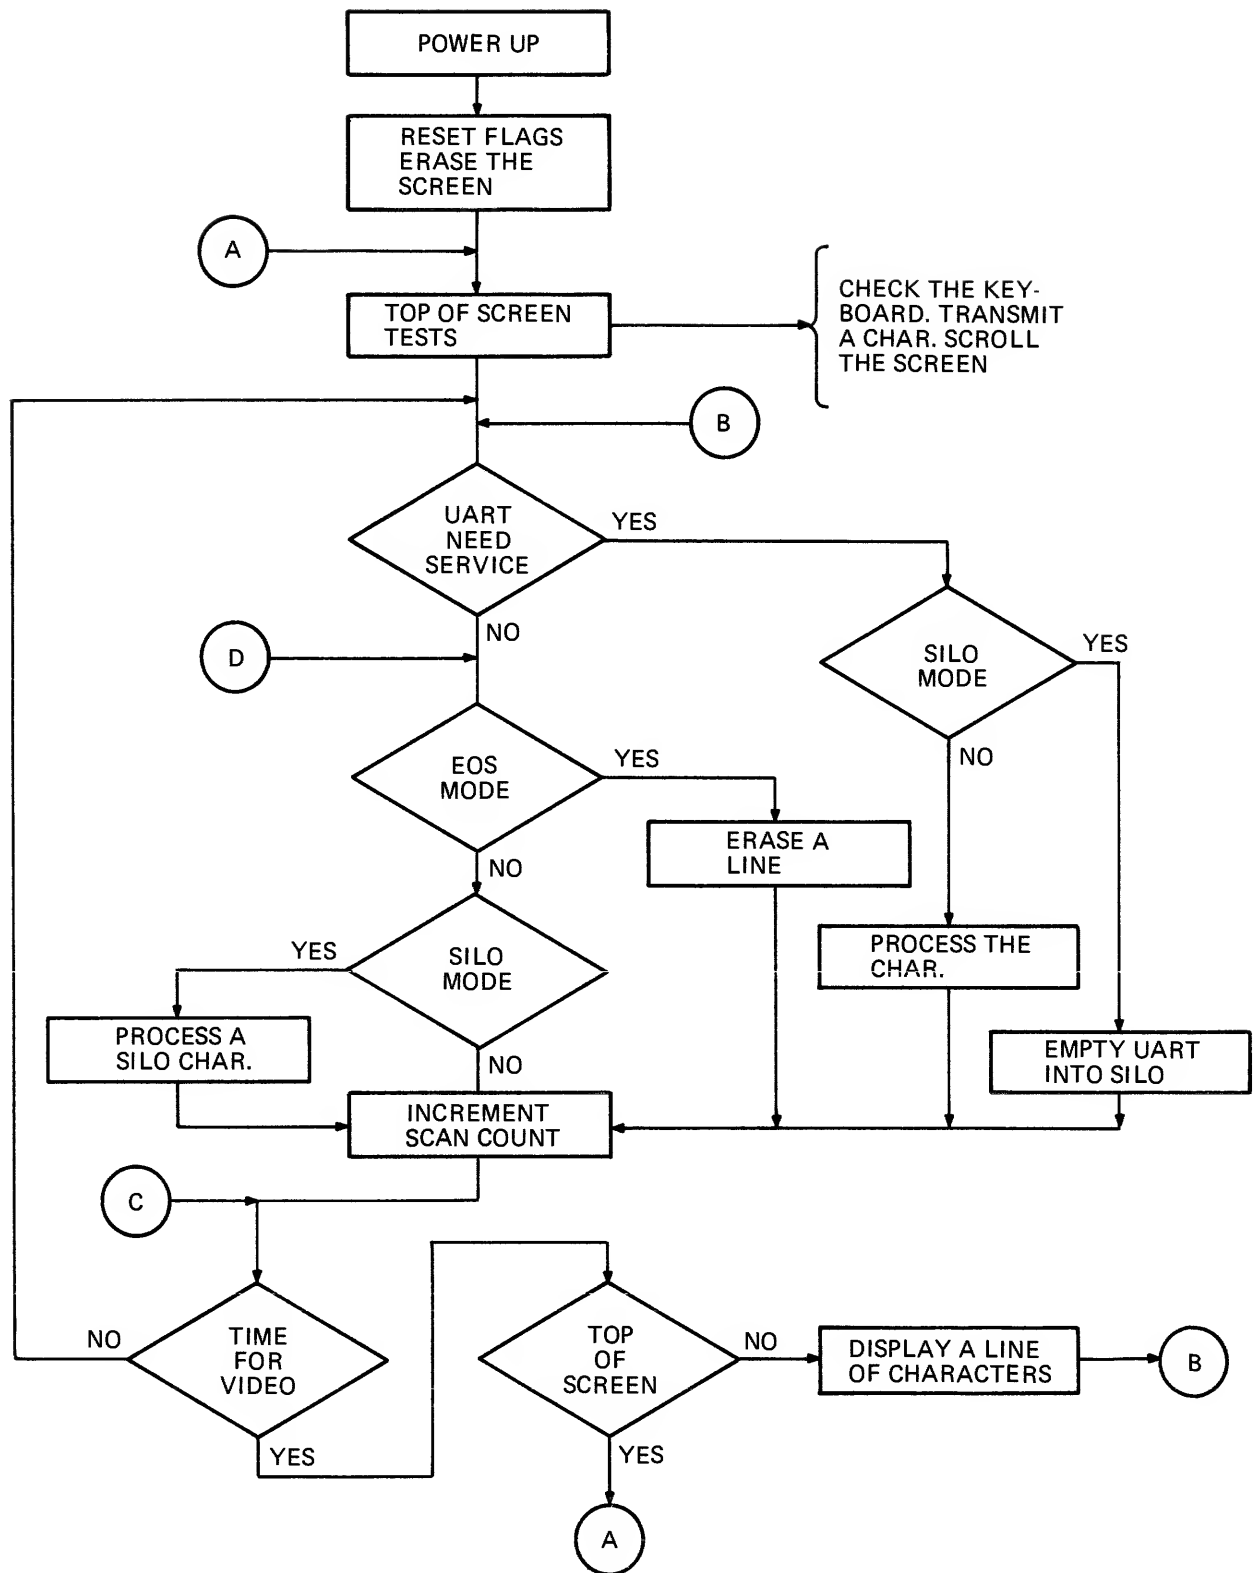 POWER UP
RESET FLAGS
ERASE THE
SCREEN
A
TOP OF SCREEN
TESTS
CHECK THE KEY-
BOARD. TRANSMIT
A CHAR. SCROLL
THE SCREEN
B
UART
NEED
SERVICE
YES
NO
D
SILO
MODE
YES
NO
EOS
MODE
YES
NO
ERASE A
LINE
SILO
MODE
YES
NO
PROCESS THE
CHAR.
PROCESS A
SILO CHAR.
EMPTY UART
INTO SILO
INCREMENT
SCAN COUNT
C
TIME
FOR
VIDEO
NO
YES
TOP
OF
SCREEN
NO
YES
DISPLAY A LINE
OF CHARACTERS
B
A